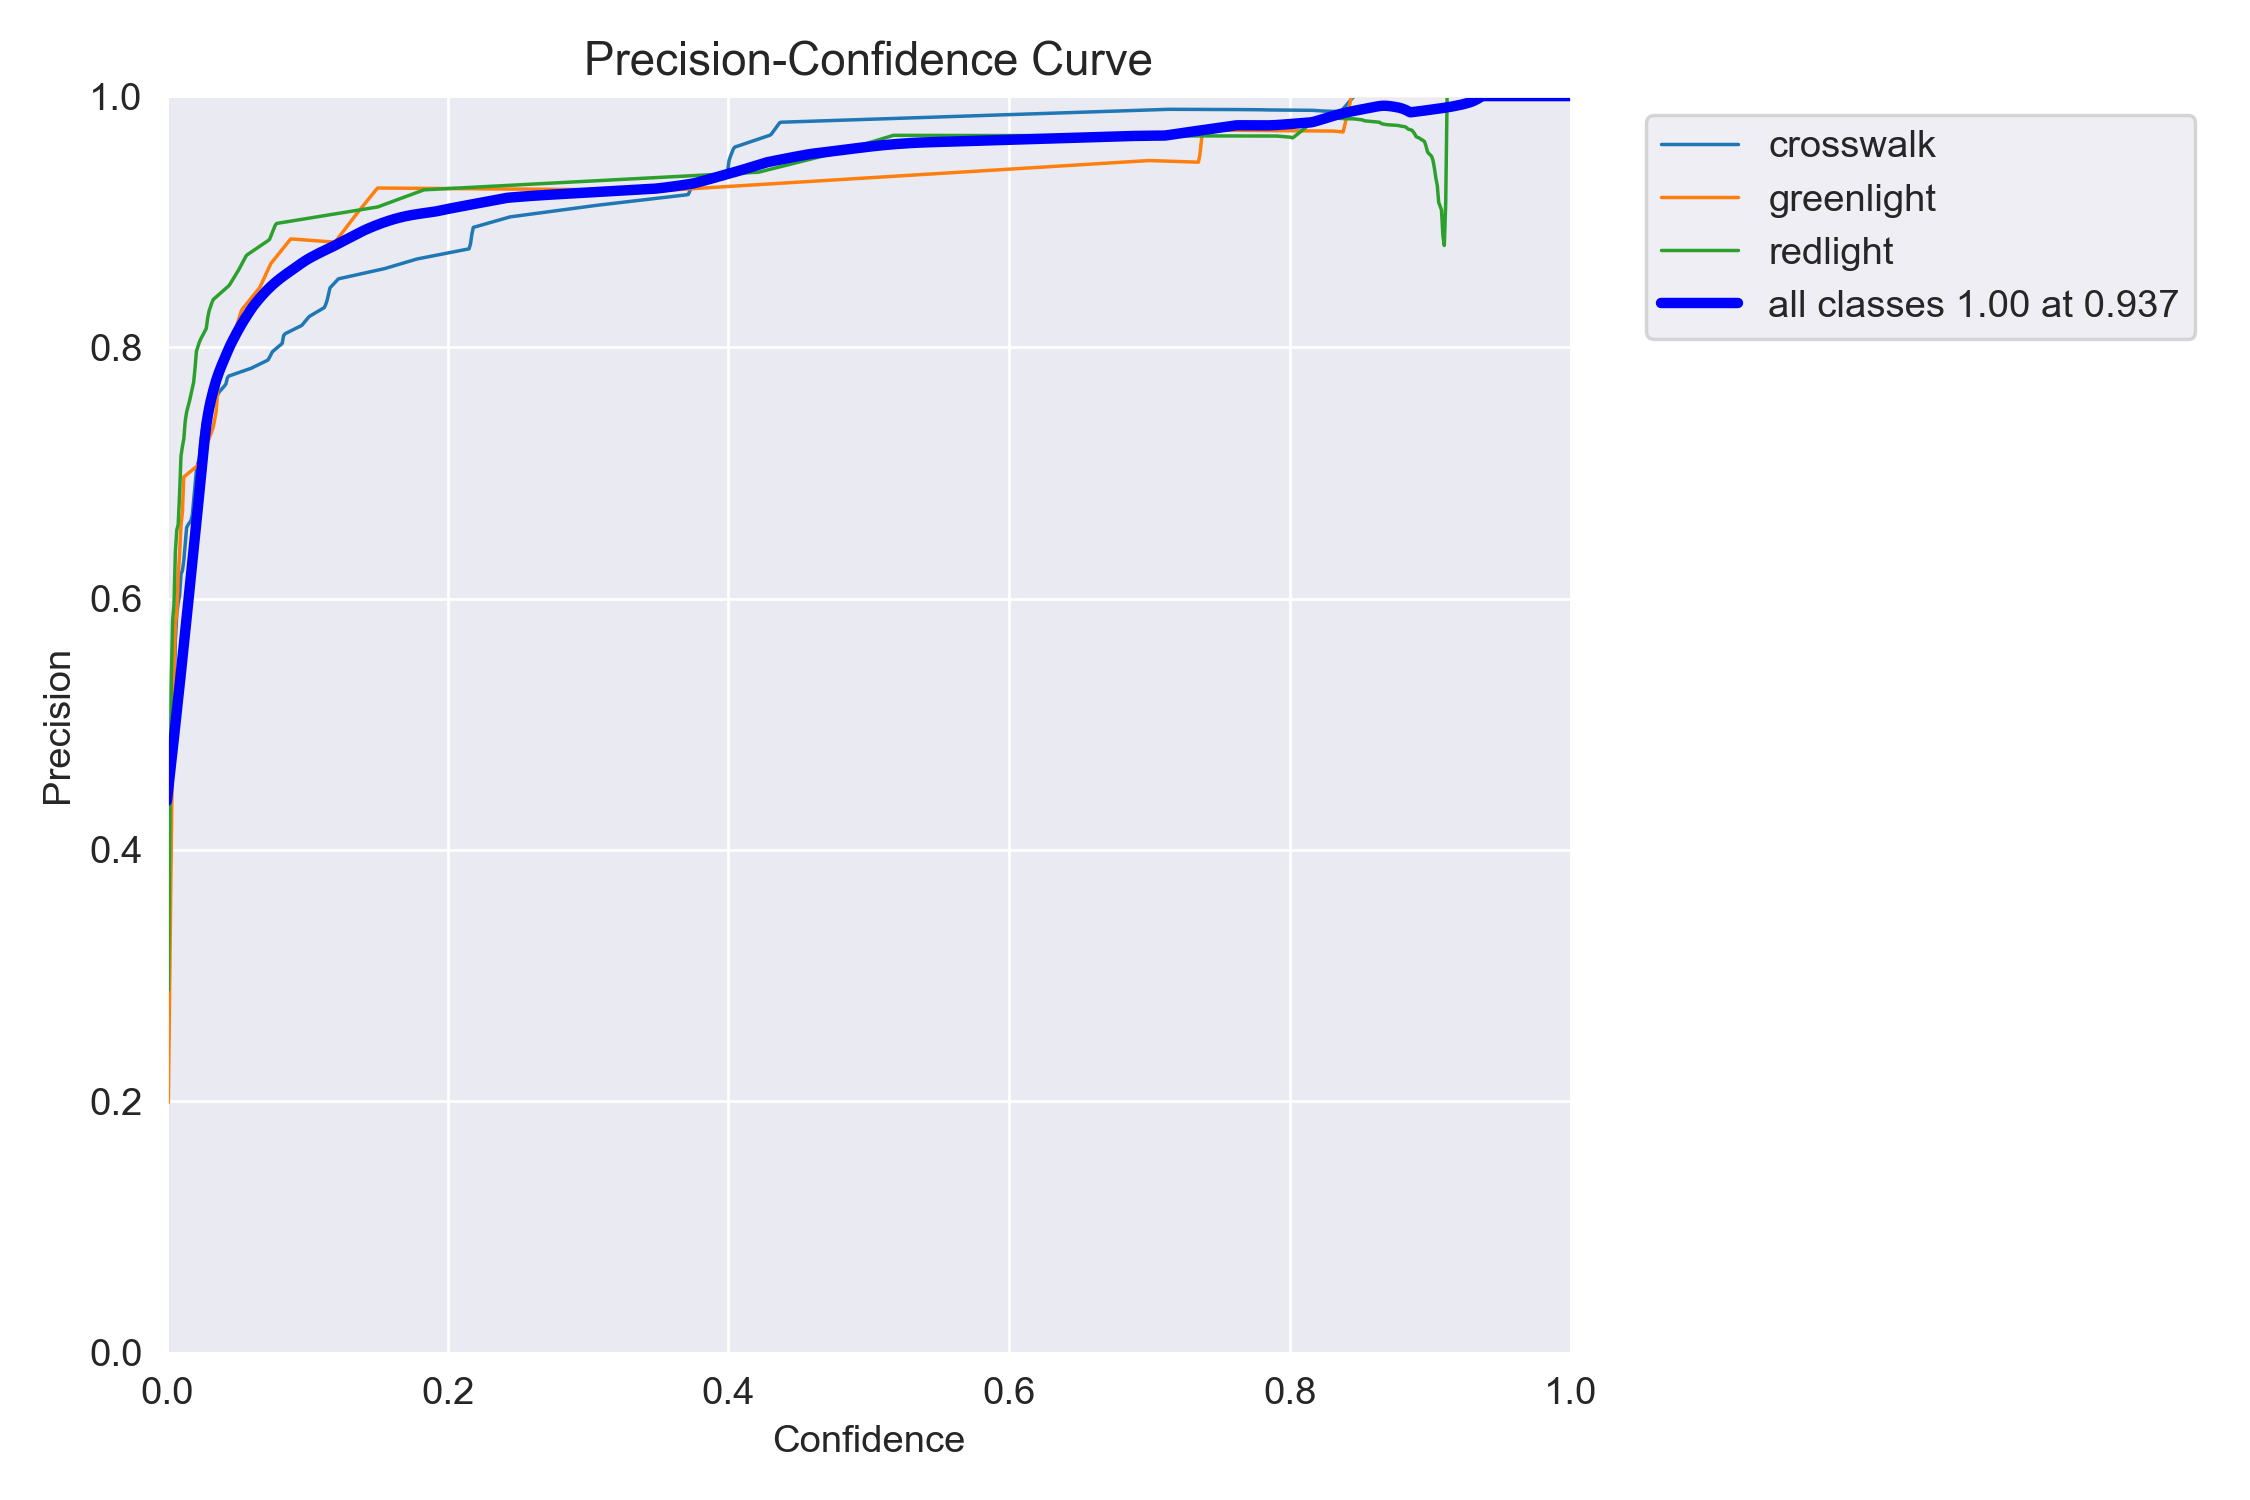 Precision-Confidence Curve
1.0
0.8
0.6
0.4
0.2
0.0
Precision
0.0 0.2 0.4 0.6 0.8 1.0
Confidence
crosswalk
greenlight
redlight
all classes 1.00 at 0.937